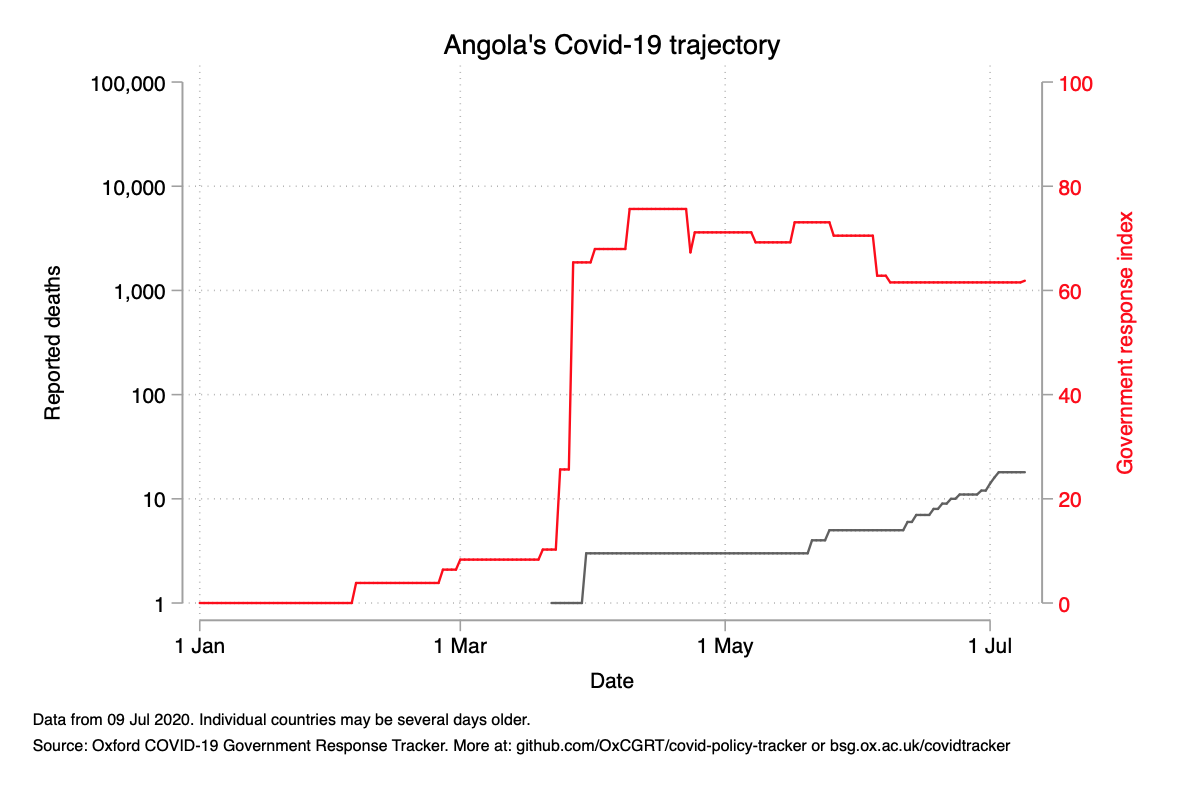 Angola's Covid-19 trajectory
100,000
10,000
1,000
100
10
1
Reported deaths
100
80
60
40
20
0
Government response index
1 Jan
1 Mar
1 May
1 Jul
Date
Data from 09 Jul 2020. Individual countries may be several days older.
Source: Oxford COVID-19 Government Response Tracker. More at: github.com/OxCGRT/covid-policy-tracker or bsg.ox.ac.uk/covidtracker